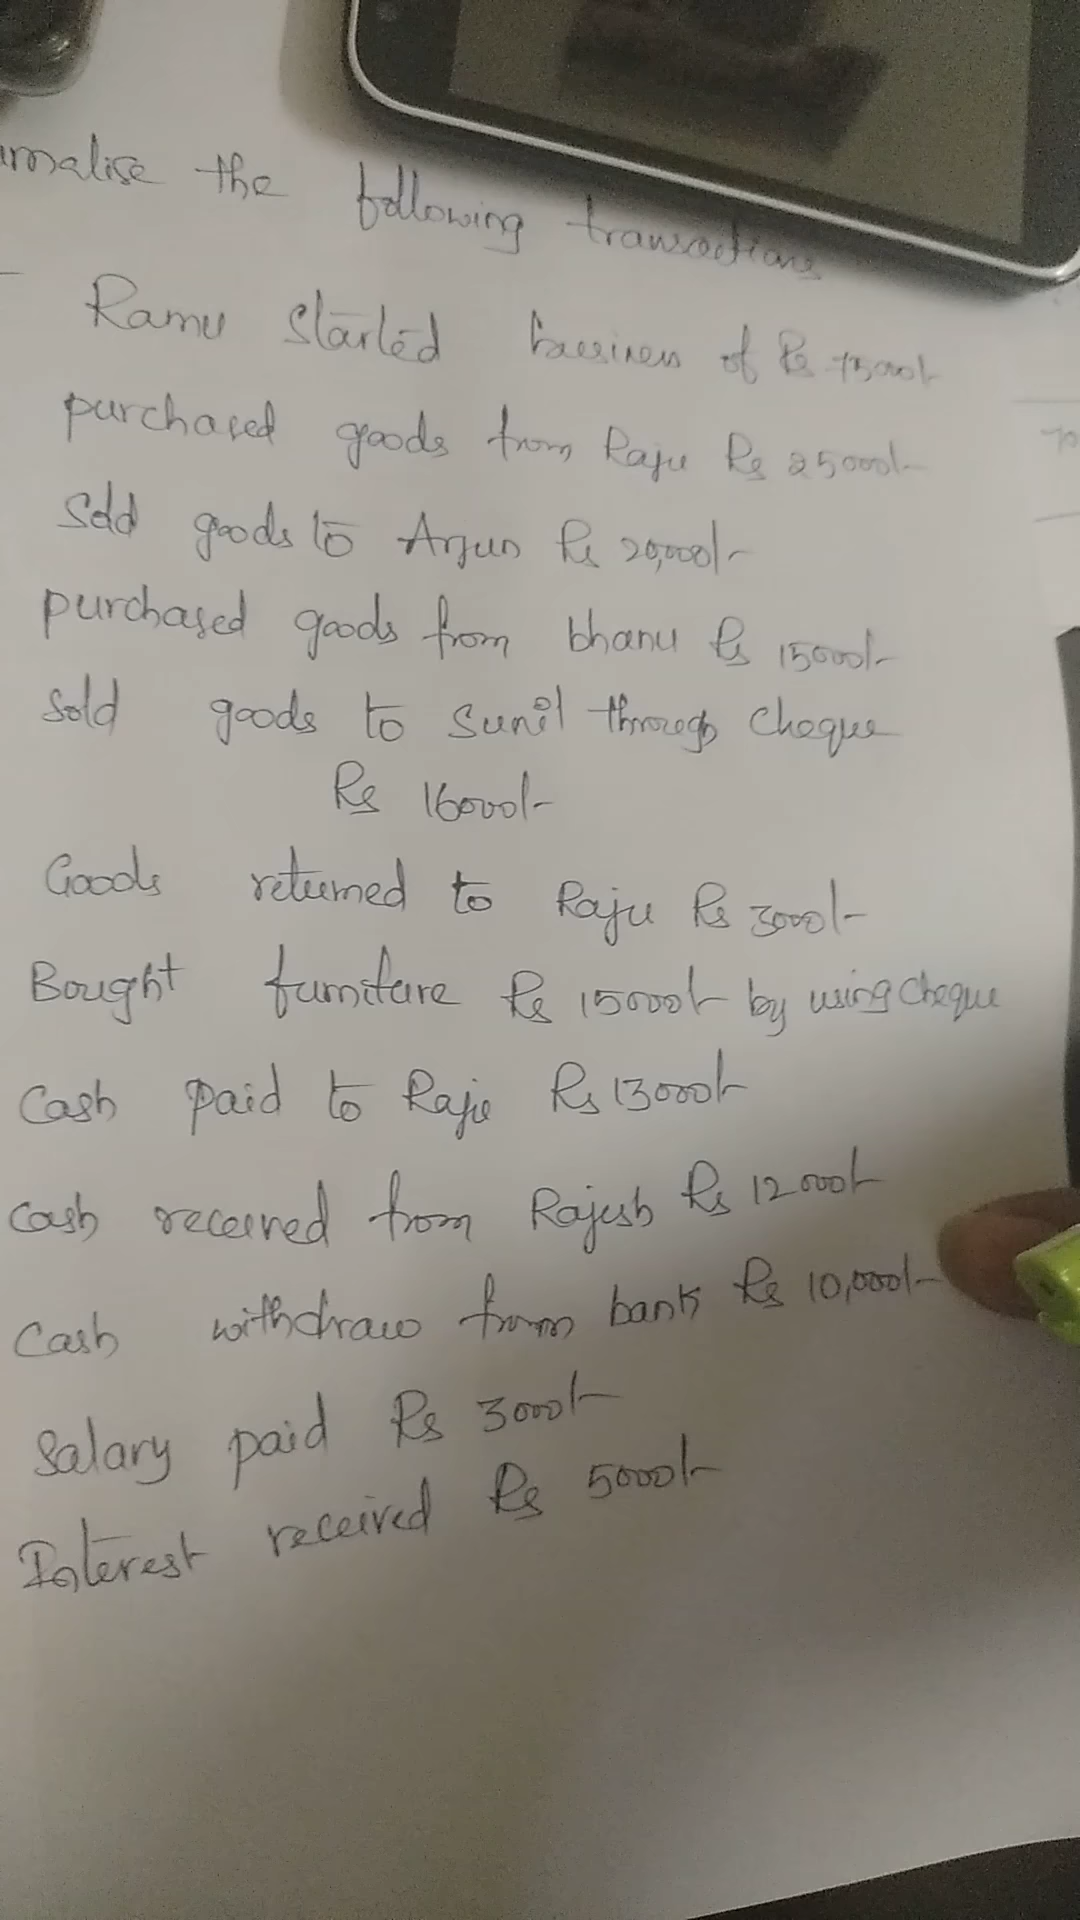 urnalise the following transactions
Ramu started business of Rs 75000/-
purchased goods from Raju Rs 25000/-
Sold goods to Arjun Rs 20,000/-
purchased goods from bhanu Rs 15000/-
Sold goods to Sunil through Cheque
Rs 16000/-
Goods returned to Raju Rs 3000/-
Bought furniture Rs 15000/- by using cheque
Cash paid to Raju Rs 13000/-
Cash received from Rajesh Rs 12000/-
Cash withdraw from bank Rs 10,000/-
Salary paid Rs 3000/-
Interest received Rs 5000/-